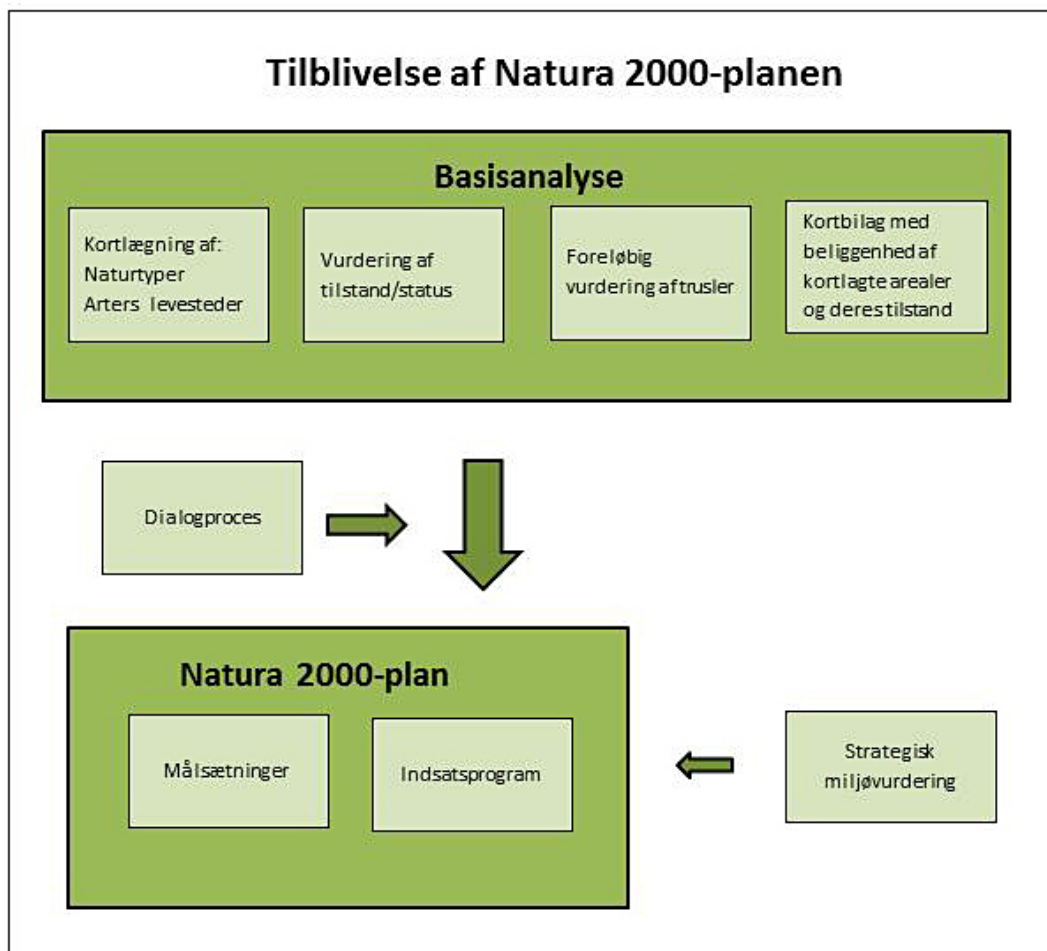 Tilblivelse af Natura 2000-planen
Basisanalyse
Kortlægning af:
Naturtyper
Arters levesteder
Vurdering af
tilstand/status
Foreløbig
vurdering af trusler
Kortbilag med
beliggenhed af
kortlagte arealer
og deres tilstand
Dialogproces
Natura 2000-plan
Målsætninger
Indsatsprogram
Strategisk
miljøvurdering